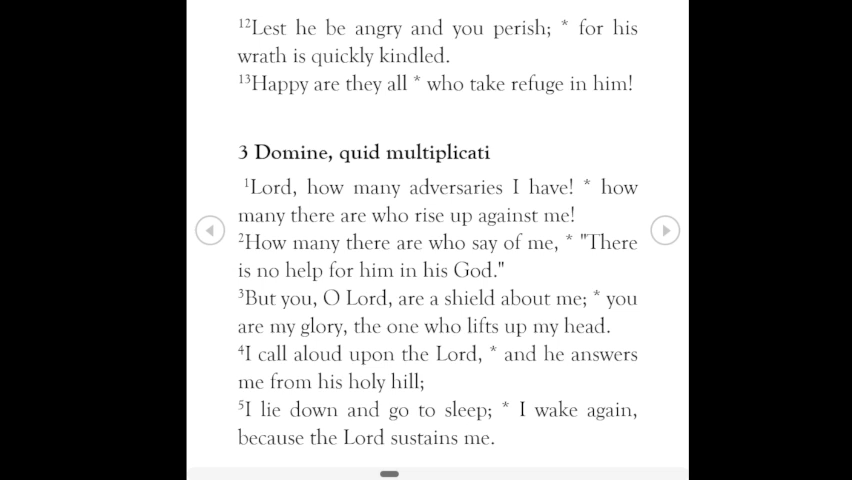 ¹²Lest he be angry and you perish; * for his
wrath is quickly kindled.
¹³Happy are they all * who take refuge in him!
3 Domine, quid multiplicati
¹Lord, how many adversaries I have! * how
many there are who rise up against me!
²How many there are who say of me, * "There
is no help for him in his God."
³But you, O Lord, are a shield about me; * you
are my glory, the one who lifts up my head.
⁴I call aloud upon the Lord, * and he answers
me from his holy hill;
⁵I lie down and go to sleep; * I wake again,
because the Lord sustains me.